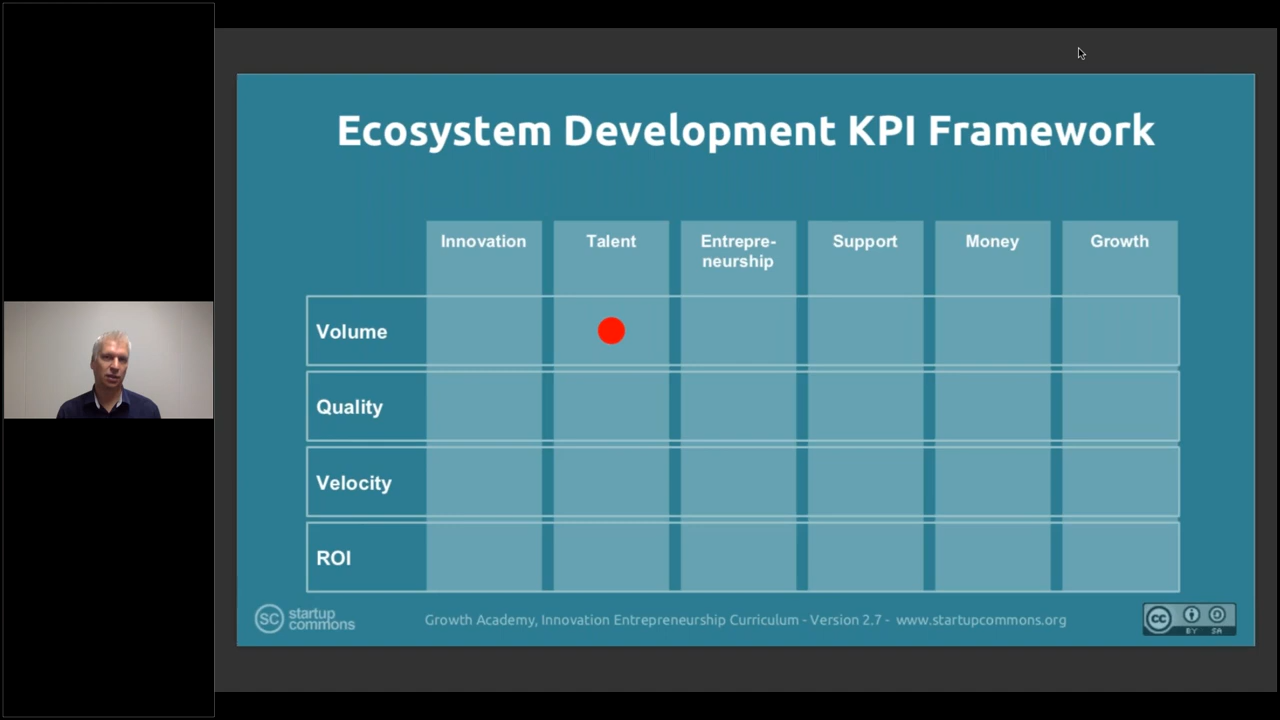 Ecosystem Development KPI Framework
Innovation
Talent
Entrepre-
neurship
Support
Money
Growth
Volume
Quality
Velocity
ROI
SC startup
commons
Growth Academy, Innovation Entrepreneurship Curriculum - Version 2.7 - www.startupcommons.org
cc
BY SA